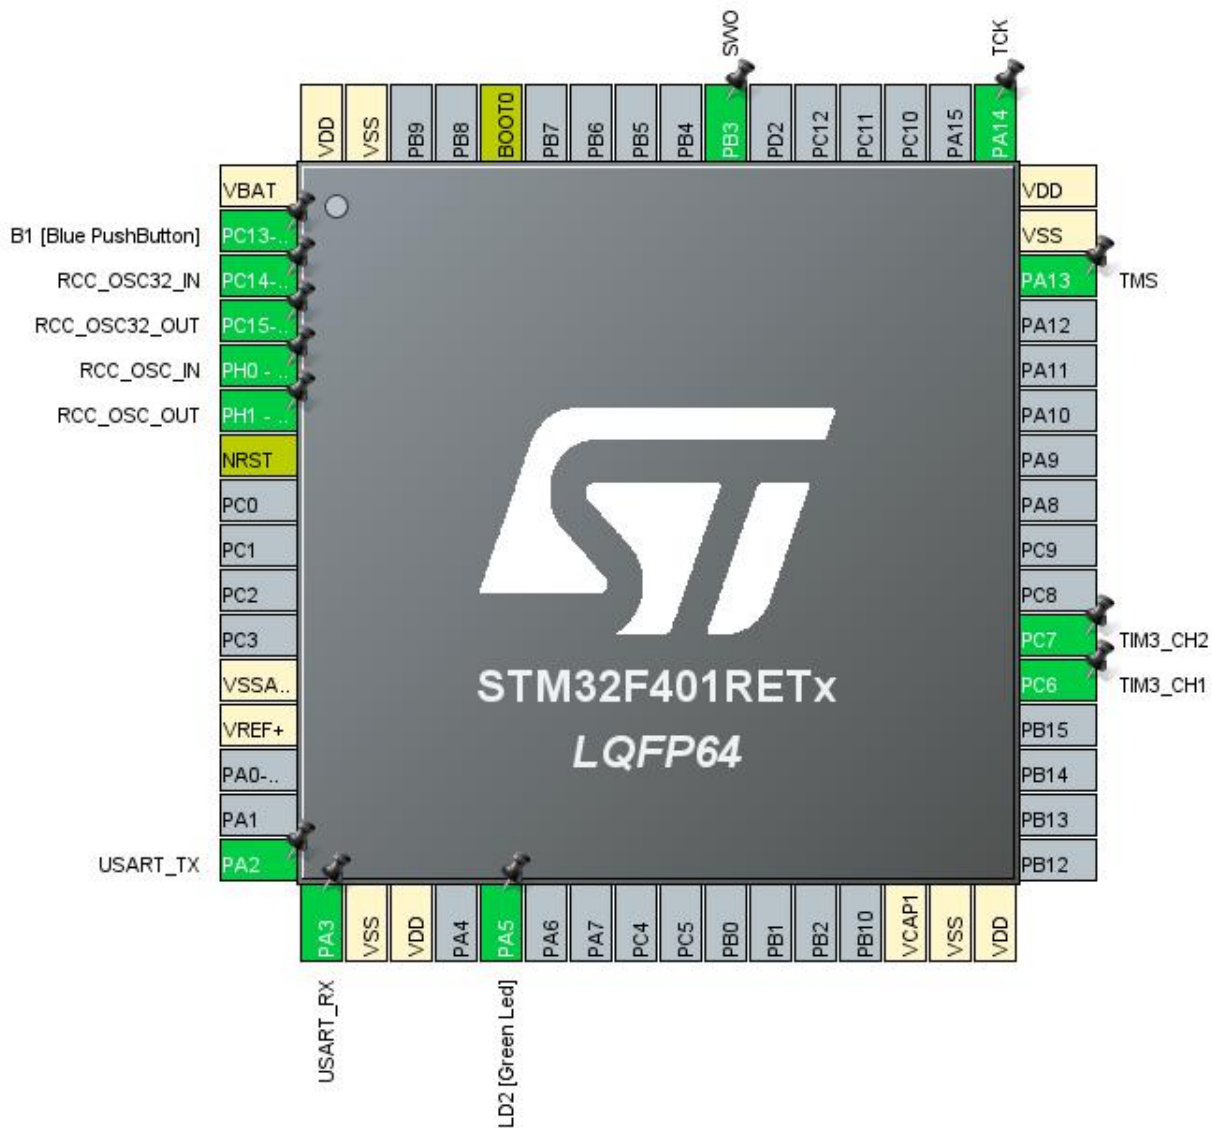 SWO
TCK
VDD
VSS
PB9
PB8
BOOT0
PB7
PB6
PB5
PB4
PB3
PD2
PC12
PC11
PC10
PA15
PA14
VBAT
B1 [Blue PushButton] PC13-..
RCC_OSC32_IN PC14-..
RCC_OSC32_OUT PC15-..
RCC_OSC_IN PH0 - ..
RCC_OSC_OUT PH1 - ..
NRST
PC0
PC1
PC2
PC3
VSSA..
VREF+
PA0-..
PA1
USART_TX PA2
VDD
VSS
PA13 TMS
PA12
PA11
PA10
PA9
PA8
PC9
PC8
PC7 TIM3_CH2
PC6 TIM3_CH1
PB15
PB14
PB13
PB12
ST
STM32F401RETx
LQFP64
PA3
VSS
VDD
PA4
PA5
PA6
PA7
PC4
PC5
PB0
PB1
PB2
PB10
VCAP1
VSS
VDD
USART_RX
LD2 [Green Led]